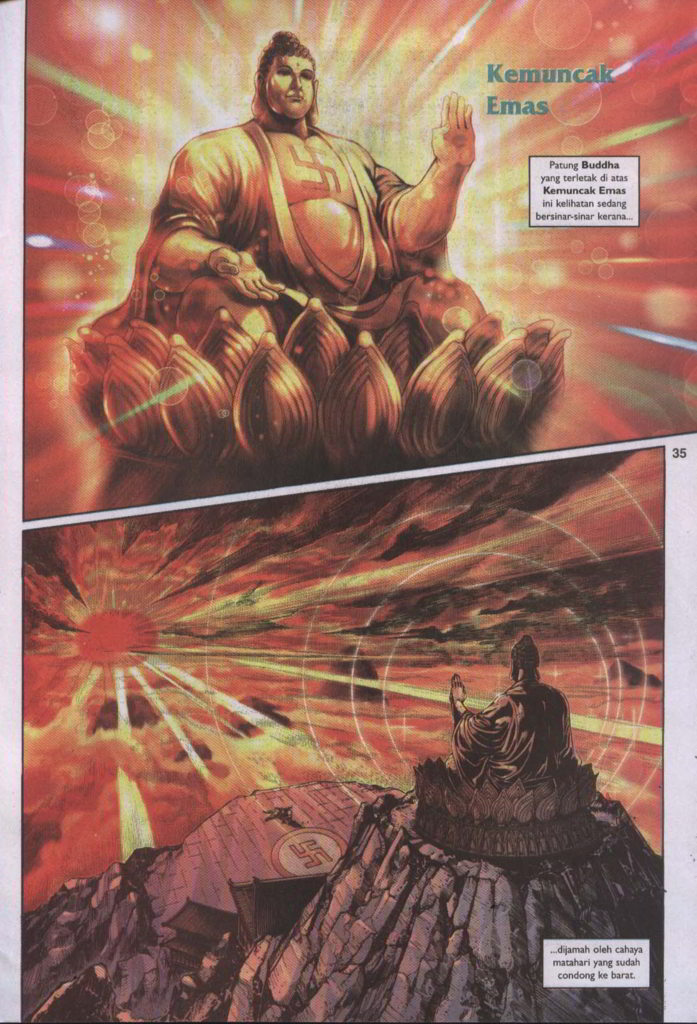 Kemuncak
Emas
Patung Buddha
yang terletak di atas
Kemuncak Emas
ini kelihatan sedang
bersinar-sinar kerana...
35
...dijamah oleh cahaya
matahari yang sudah
condong ke barat.